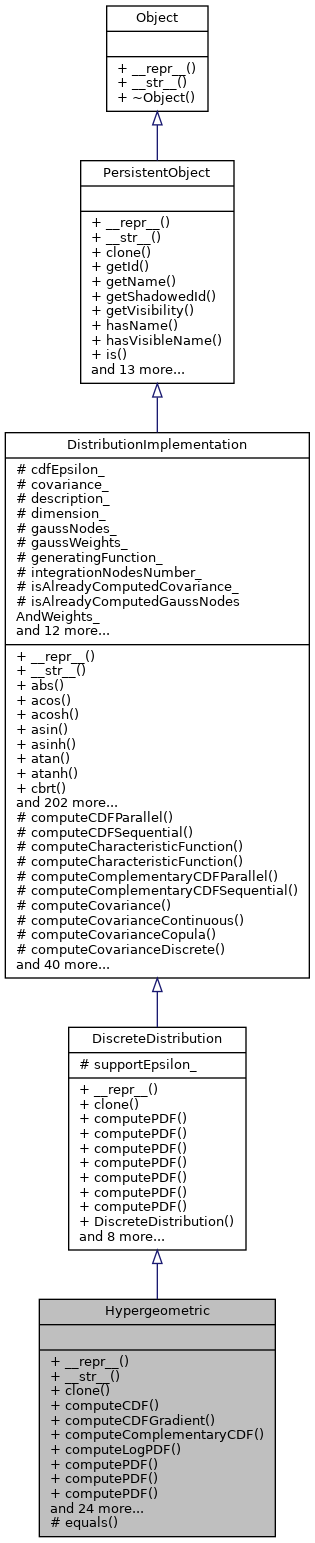 Object
+ __repr__()
+ __str__()
+ ~Object()
PersistentObject
+ __repr__()
+ __str__()
+ clone()
+ getId()
+ getName()
+ getShadowedId()
+ getVisibility()
+ hasName()
+ hasVisibleName()
+ is()
and 13 more...
DistributionImplementation
# cdfEpsilon_
# covariance_
# description_
# dimension_
# gaussNodes_
# gaussWeights_
# generatingFunction_
# integrationNodesNumber_
# isAlreadyComputedCovariance_
# isAlreadyComputedGaussNodes
AndWeights_
and 12 more...
+ __repr__()
+ __str__()
+ abs()
+ acos()
+ acosh()
+ asin()
+ asinh()
+ atan()
+ atanh()
+ cbrt()
and 202 more...
# computeCDFParallel()
# computeCDFSequential()
# computeCharacteristicFunction()
# computeCharacteristicFunction()
# computeComplementaryCDFParallel()
# computeComplementaryCDFSequential()
# computeCovariance()
# computeCovarianceContinuous()
# computeCovarianceCopula()
# computeCovarianceDiscrete()
and 40 more...
DiscreteDistribution
# supportEpsilon_
+ __repr__()
+ clone()
+ computePDF()
+ computePDF()
+ computePDF()
+ computePDF()
+ computePDF()
+ computePDF()
+ computePDF()
+ DiscreteDistribution()
and 8 more...
Hypergeometric
+ __repr__()
+ __str__()
+ clone()
+ computeCDF()
+ computeCDFGradient()
+ computeComplementaryCDF()
+ computeLogPDF()
+ computePDF()
+ computePDF()
+ computePDF()
and 24 more...
# equals()